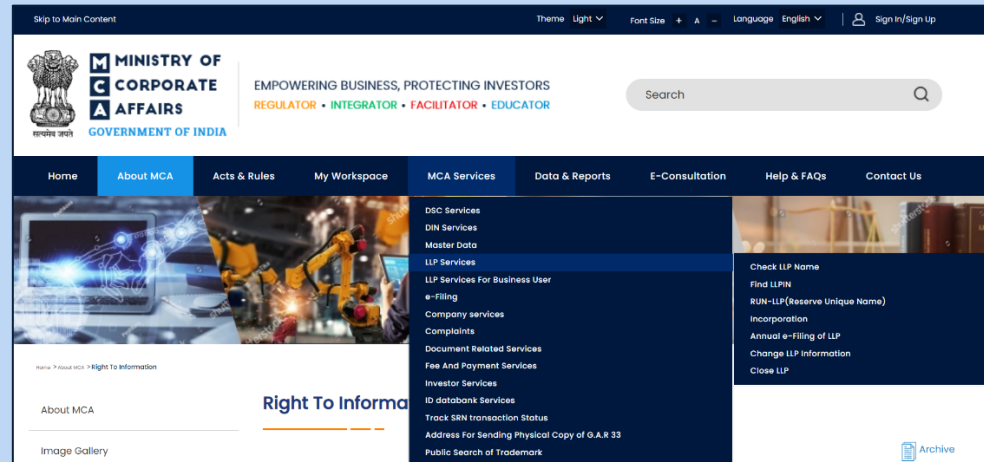 Skip to Main Content
Theme Light
Font Size + A -
Language English
Sign In/Sign Up
MINISTRY OF
CORPORATE
AFFAIRS
GOVERNMENT OF INDIA
सत्यमेव जयते
EMPOWERING BUSINESS, PROTECTING INVESTORS
REGULATOR • INTEGRATOR • FACILITATOR • EDUCATOR
Search
Home About MCA Acts & Rules My Workspace MCA Services Data & Reports E-Consultation Help & FAQs Contact Us
DSC Services
DIN Services
Master Data
LLP Services
LLP Services For Business User
e-Filing
Company services
Complaints
Document Related Services
Fee And Payment Services
Investor Services
ID databank Services
Track SRN transaction Status
Address For Sending Physical Copy of G.A.R 33
Public Search of Trademark
Check LLP Name
Find LLPIN
RUN-LLP(Reserve Unique Name)
Incorporation
Annual e-Filing of LLP
Change LLP Information
Close LLP
Home > About MCA > Right To Information
About MCA
Image Gallery
Right To Informa
Archive